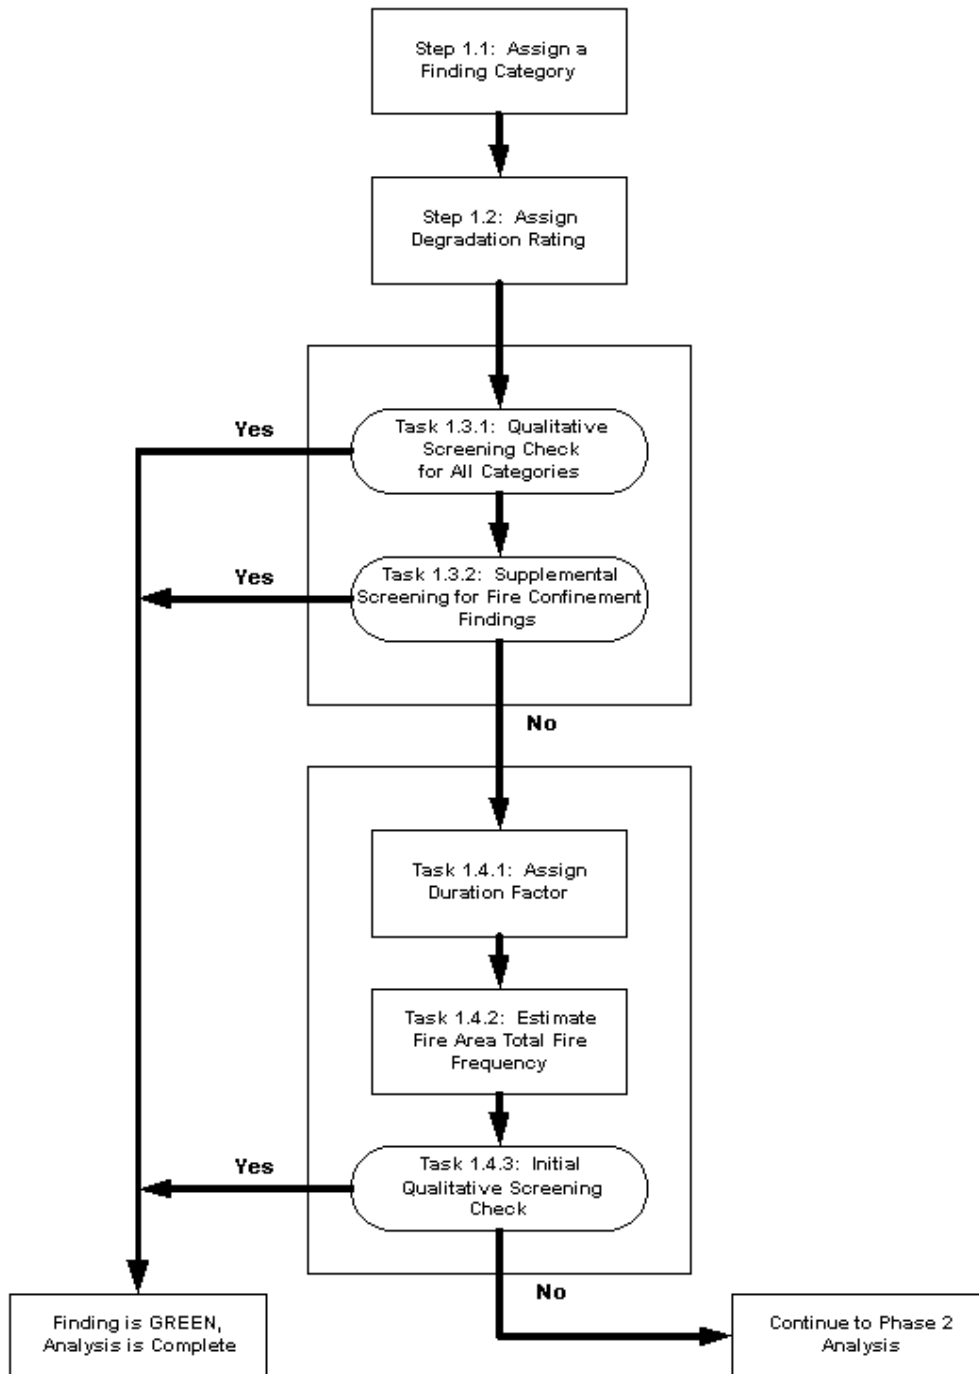 Step 1.1:  Assign a
Finding Category
Step 1.2:  Assign
Degradation Rating
Yes
Task 1.3.1:  Qualitative
Screening Check
for All Categories
Yes
Task 1.3.2:  Supplemental
Screening for Fire Confinement
Findings
No
Task 1.4.1:  Assign
Duration Factor
Task 1.4.2:  Estimate
Fire Area Total Fire
Frequency
Yes
Task 1.4.3:  Initial
Qualitative Screening
Check
No
Finding is GREEN,
Analysis is Complete
Continue to Phase 2
Analysis